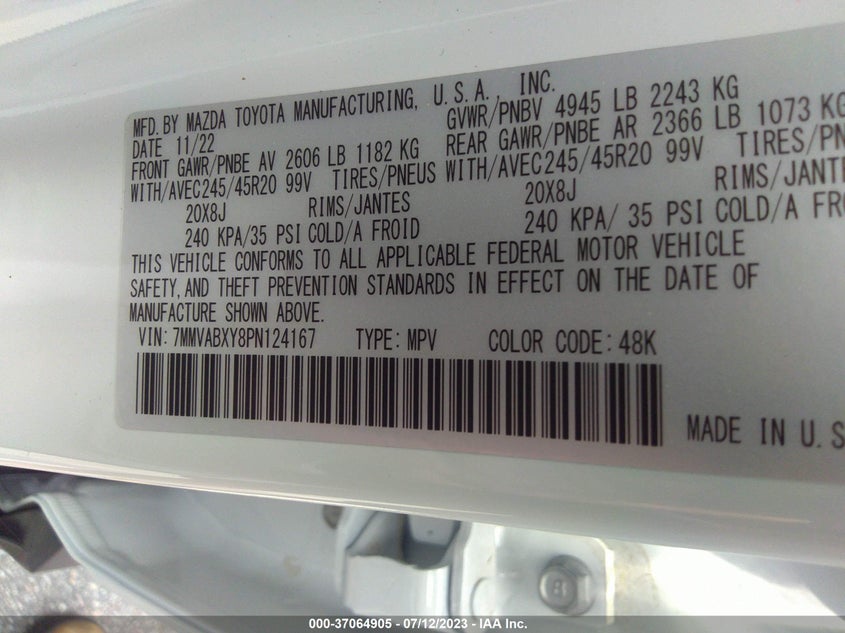 MFD. BY MAZDA TOYOTA MANUFACTURING, U.S.A., INC.
DATE 11/22 GVWR/PNBV 4945 LB 2243 KG
FRONT GAWR/PNBE AV 2606 LB 1182 KG REAR GAWR/PNBE AR 2366 LB 1073 KG
WITH/AVEC245/45R20 99V TIRES/PNEUS WITH/AVEC245/45R20 99V TIRES/PN
20X8J RIMS/JANTES 20X8J RIMS/JANTE
240 KPA/35 PSI COLD/A FROID 240 KPA/ 35 PSI COLD/A FRO
THIS VEHICLE CONFORMS TO ALL APPLICABLE FEDERAL MOTOR VEHICLE
SAFETY, AND THEFT PREVENTION STANDARDS IN EFFECT ON THE DATE OF
MANUFACTURE SHOWN ABOVE.
VIN: 7MMVABXY8PN124167 TYPE: MPV COLOR CODE: 48K
MADE IN U.S
8
000-37064905 - 07/12/2023 - IAA Inc.